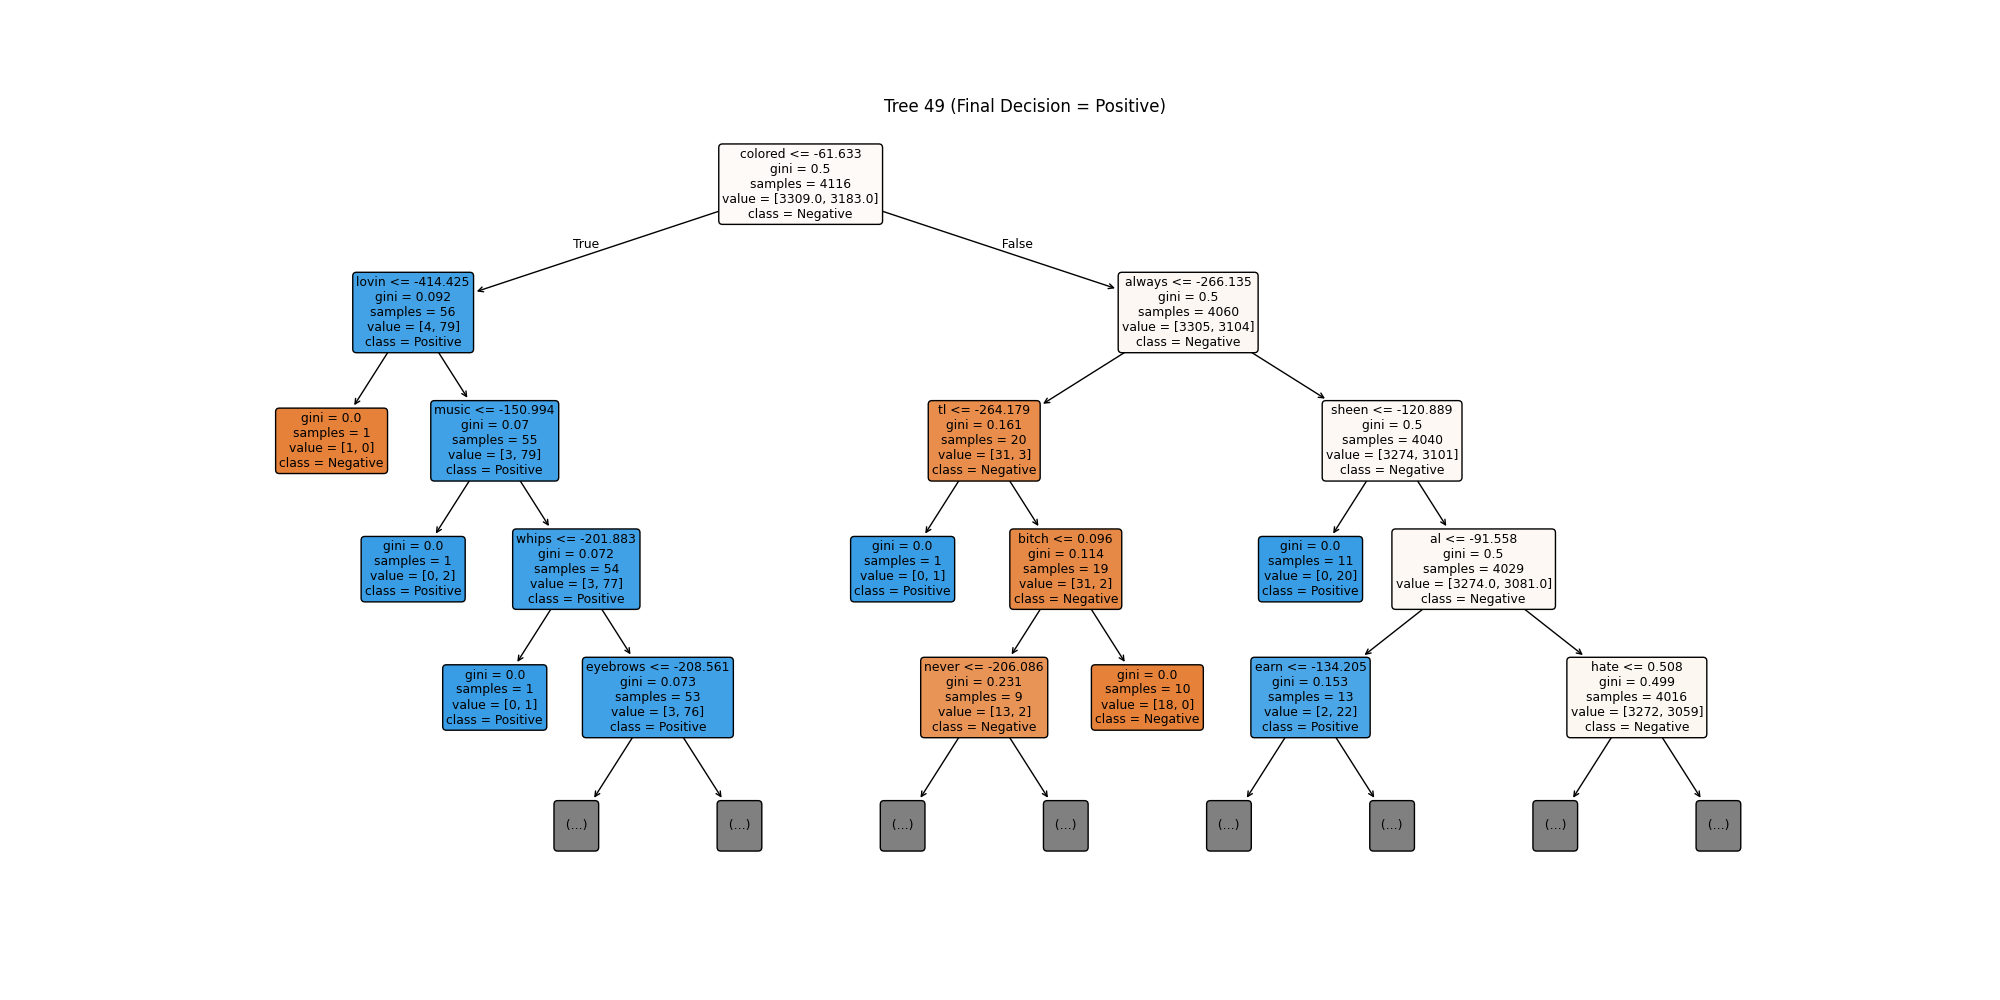 Tree 49 (Final Decision = Positive)
colored <= -61.633
gini = 0.5
samples = 4116
value = [3309.0, 3183.0]
class = Negative
True
False
lovin <= -414.425
gini = 0.092
samples = 56
value = [4, 79]
class = Positive
always <= -266.135
gini = 0.5
samples = 4060
value = [3305, 3104]
class = Negative
gini = 0.0
samples = 1
value = [1, 0]
class = Negative
music <= -150.994
gini = 0.07
samples = 55
value = [3, 79]
class = Positive
tl <= -264.179
gini = 0.161
samples = 20
value = [31, 3]
class = Negative
sheen <= -120.889
gini = 0.5
samples = 4040
value = [3274, 3101]
class = Negative
gini = 0.0
samples = 1
value = [0, 2]
class = Positive
whips <= -201.883
gini = 0.072
samples = 54
value = [3, 77]
class = Positive
gini = 0.0
samples = 1
value = [0, 1]
class = Positive
bitch <= 0.096
gini = 0.114
samples = 19
value = [31, 2]
class = Negative
gini = 0.0
samples = 11
value = [0, 20]
class = Positive
al <= -91.558
gini = 0.5
samples = 4029
value = [3274.0, 3081.0]
class = Negative
gini = 0.0
samples = 1
value = [0, 1]
class = Positive
eyebrows <= -208.561
gini = 0.073
samples = 53
value = [3, 76]
class = Positive
never <= -206.086
gini = 0.231
samples = 9
value = [13, 2]
class = Negative
gini = 0.0
samples = 10
value = [18, 0]
class = Negative
earn <= -134.205
gini = 0.153
samples = 13
value = [2, 22]
class = Positive
hate <= 0.508
gini = 0.499
samples = 4016
value = [3272, 3059]
class = Negative
(...)
(...)
(...)
(...)
(...)
(...)
(...)
(...)